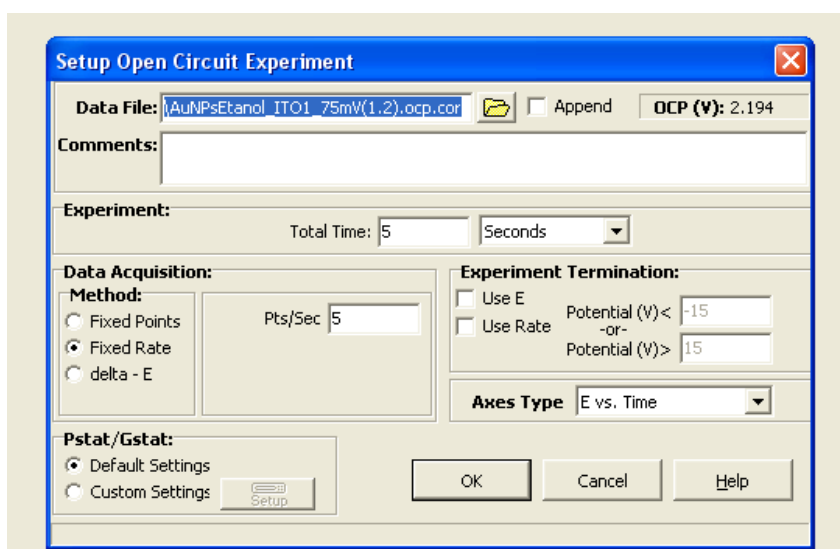 Setup Open Circuit Experiment
Data File: \AuNPsEtanol_ITO1_75mV(1.2).ocp.cor Append OCP (V): 2.194
Comments:
Experiment:
Total Time: 5 Seconds
Data Acquisition:
Method:
Fixed Points
Fixed Rate
delta - E
Pts/Sec 5
Experiment Termination:
Use E
Use Rate
Potential (V)< -15
-or-
Potential (V)> 15
Axes Type E vs. Time
Pstat/Gstat:
Default Settings
Custom Settings Setup
OK Cancel Help